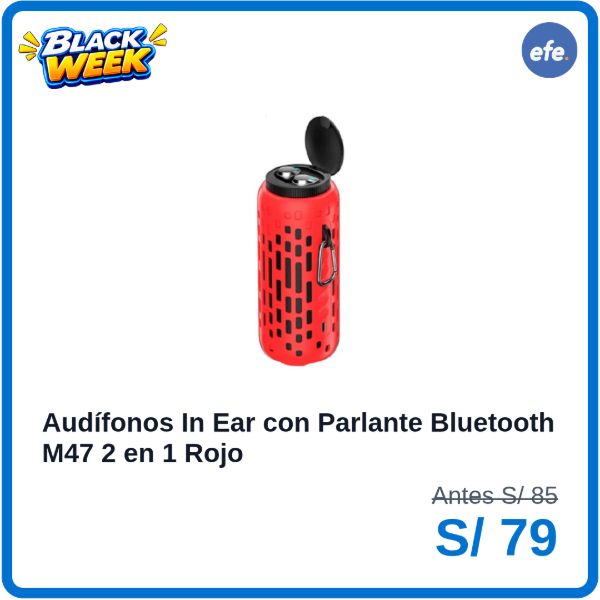 BLACK
WEEK
efe.
Audífonos In Ear con Parlante Bluetooth
M47 2 en 1 Rojo
Antes S/ 85
S/ 79